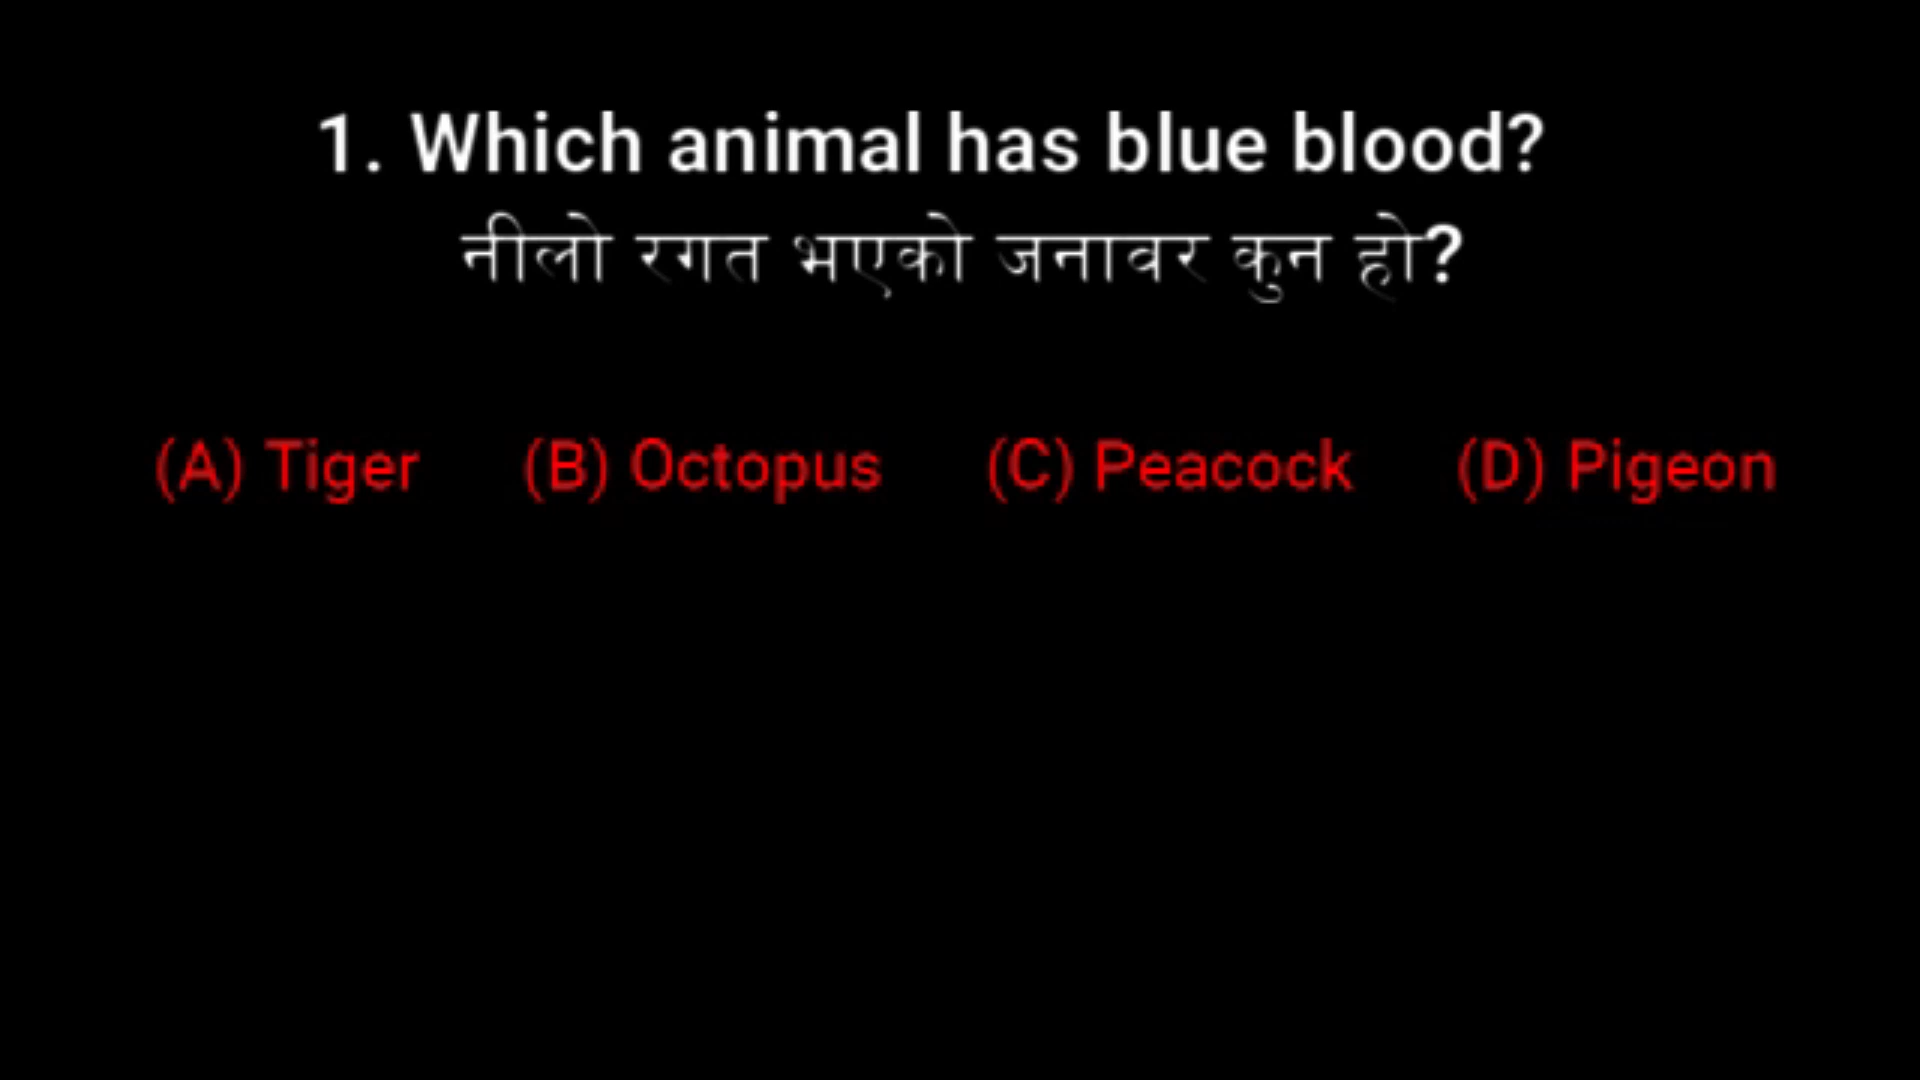 1. Which animal has blue blood?
नीलो रगत भएको जनावर कुन हो?
(A) Tiger (B) Octopus (C) Peacock (D) Pigeon